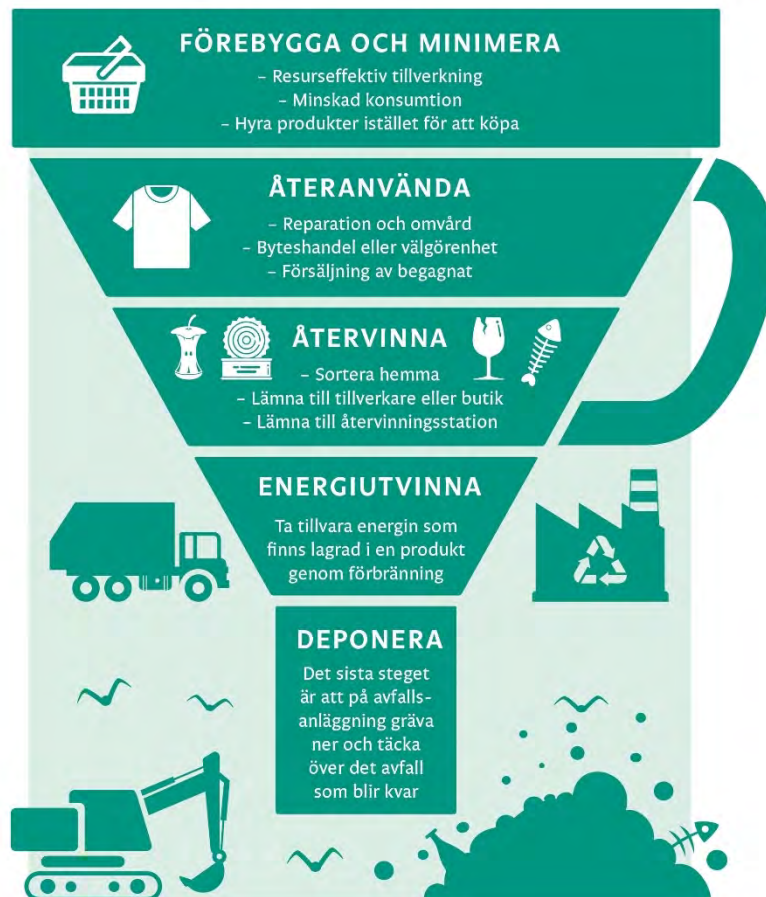 FÖREBYGGA OCH MINIMERA
– Resurseffektiv tillverkning
– Minskad konsumtion
– Hyra produkter istället för att köpa
ÅTERANVÄNDA
– Reparation och omvård
– Byteshandel eller välgörenhet
– Försäljning av begagnat
ÅTERVINNA
– Sortera hemma
– Lämna till tillverkare eller butik
– Lämna till återvinningsstation
ENERGIUTVINNA
Ta tillvara energin som
finns lagrad i en produkt
genom förbränning
DEPONERA
Det sista steget
är att på avfalls-
anläggning gräva
ner och täcka
över det avfall
som blir kvar